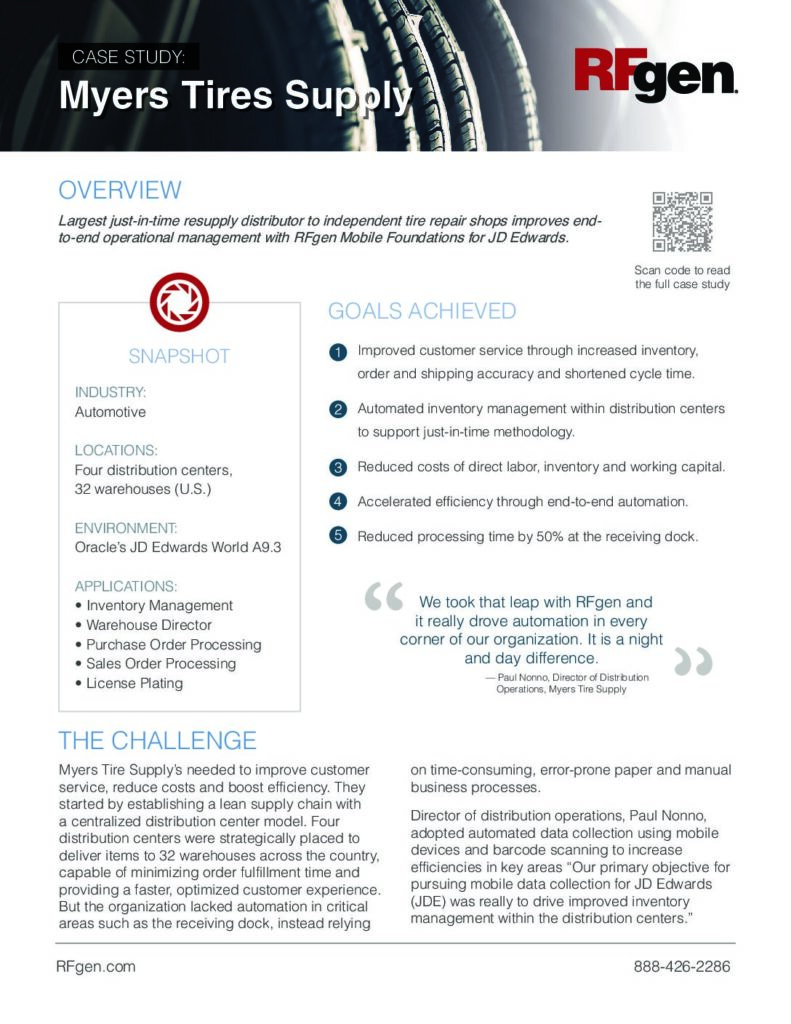 CASE STUDY:
Myers Tires Supply
RFgen.
OVERVIEW
Largest just-in-time resupply distributor to independent tire repair shops improves end-
to-end operational management with RFgen Mobile Foundations for JD Edwards.
Scan code to read
the full case study
SNAPSHOT
INDUSTRY:
Automotive
LOCATIONS:
Four distribution centers,
32 warehouses (U.S.)
ENVIRONMENT:
Oracle's JD Edwards World A9.3
APPLICATIONS:
• Inventory Management
• Warehouse Director
• Purchase Order Processing
• Sales Order Processing
• License Plating
GOALS ACHIEVED
1 Improved customer service through increased inventory,
order and shipping accuracy and shortened cycle time.
2 Automated inventory management within distribution centers
to support just-in-time methodology.
3 Reduced costs of direct labor, inventory and working capital.
4 Accelerated efficiency through end-to-end automation.
5 Reduced processing time by 50% at the receiving dock.
“ We took that leap with RFgen and
it really drove automation in every
corner of our organization. It is a night
and day difference. ”
— Paul Nonno, Director of Distribution
Operations, Myers Tire Supply
THE CHALLENGE
Myers Tire Supply's needed to improve customer
service, reduce costs and boost efficiency. They
started by establishing a lean supply chain with
a centralized distribution center model. Four
distribution centers were strategically placed to
deliver items to 32 warehouses across the country,
capable of minimizing order fulfillment time and
providing a faster, optimized customer experience.
But the organization lacked automation in critical
areas such as the receiving dock, instead relying
on time-consuming, error-prone paper and manual
business processes.
Director of distribution operations, Paul Nonno,
adopted automated data collection using mobile
devices and barcode scanning to increase
efficiencies in key areas “Our primary objective for
pursuing mobile data collection for JD Edwards
(JDE) was really to drive improved inventory
management within the distribution centers.”
RFgen.com
888-426-2286